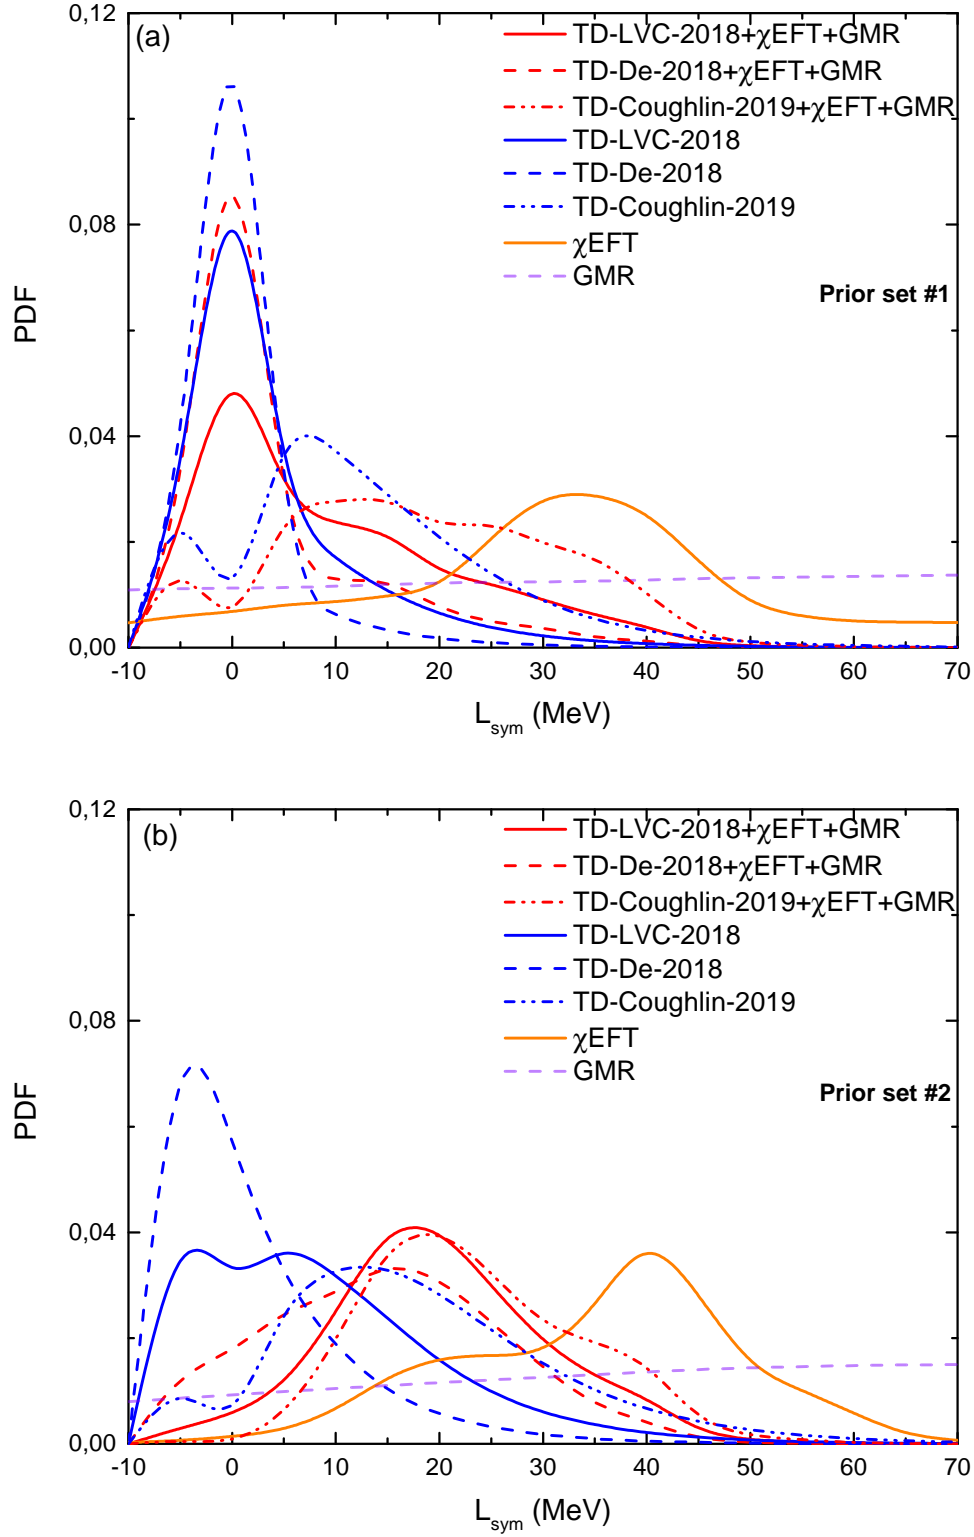 0,12
(a)
TD-LVC-2018+χEFT+GMR
TD-De-2018+χEFT+GMR
TD-Coughlin-2019+χEFT+GMR
TD-LVC-2018
TD-De-2018
TD-Coughlin-2019
χEFT
GMR
Prior set #1
0,08
0,04
0,00
PDF
-10 0 10 20 30 40 50 60 70
L_sym (MeV)
0,12
(b)
TD-LVC-2018+χEFT+GMR
TD-De-2018+χEFT+GMR
TD-Coughlin-2019+χEFT+GMR
TD-LVC-2018
TD-De-2018
TD-Coughlin-2019
χEFT
GMR
Prior set #2
0,08
0,04
0,00
PDF
-10 0 10 20 30 40 50 60 70
L_sym (MeV)